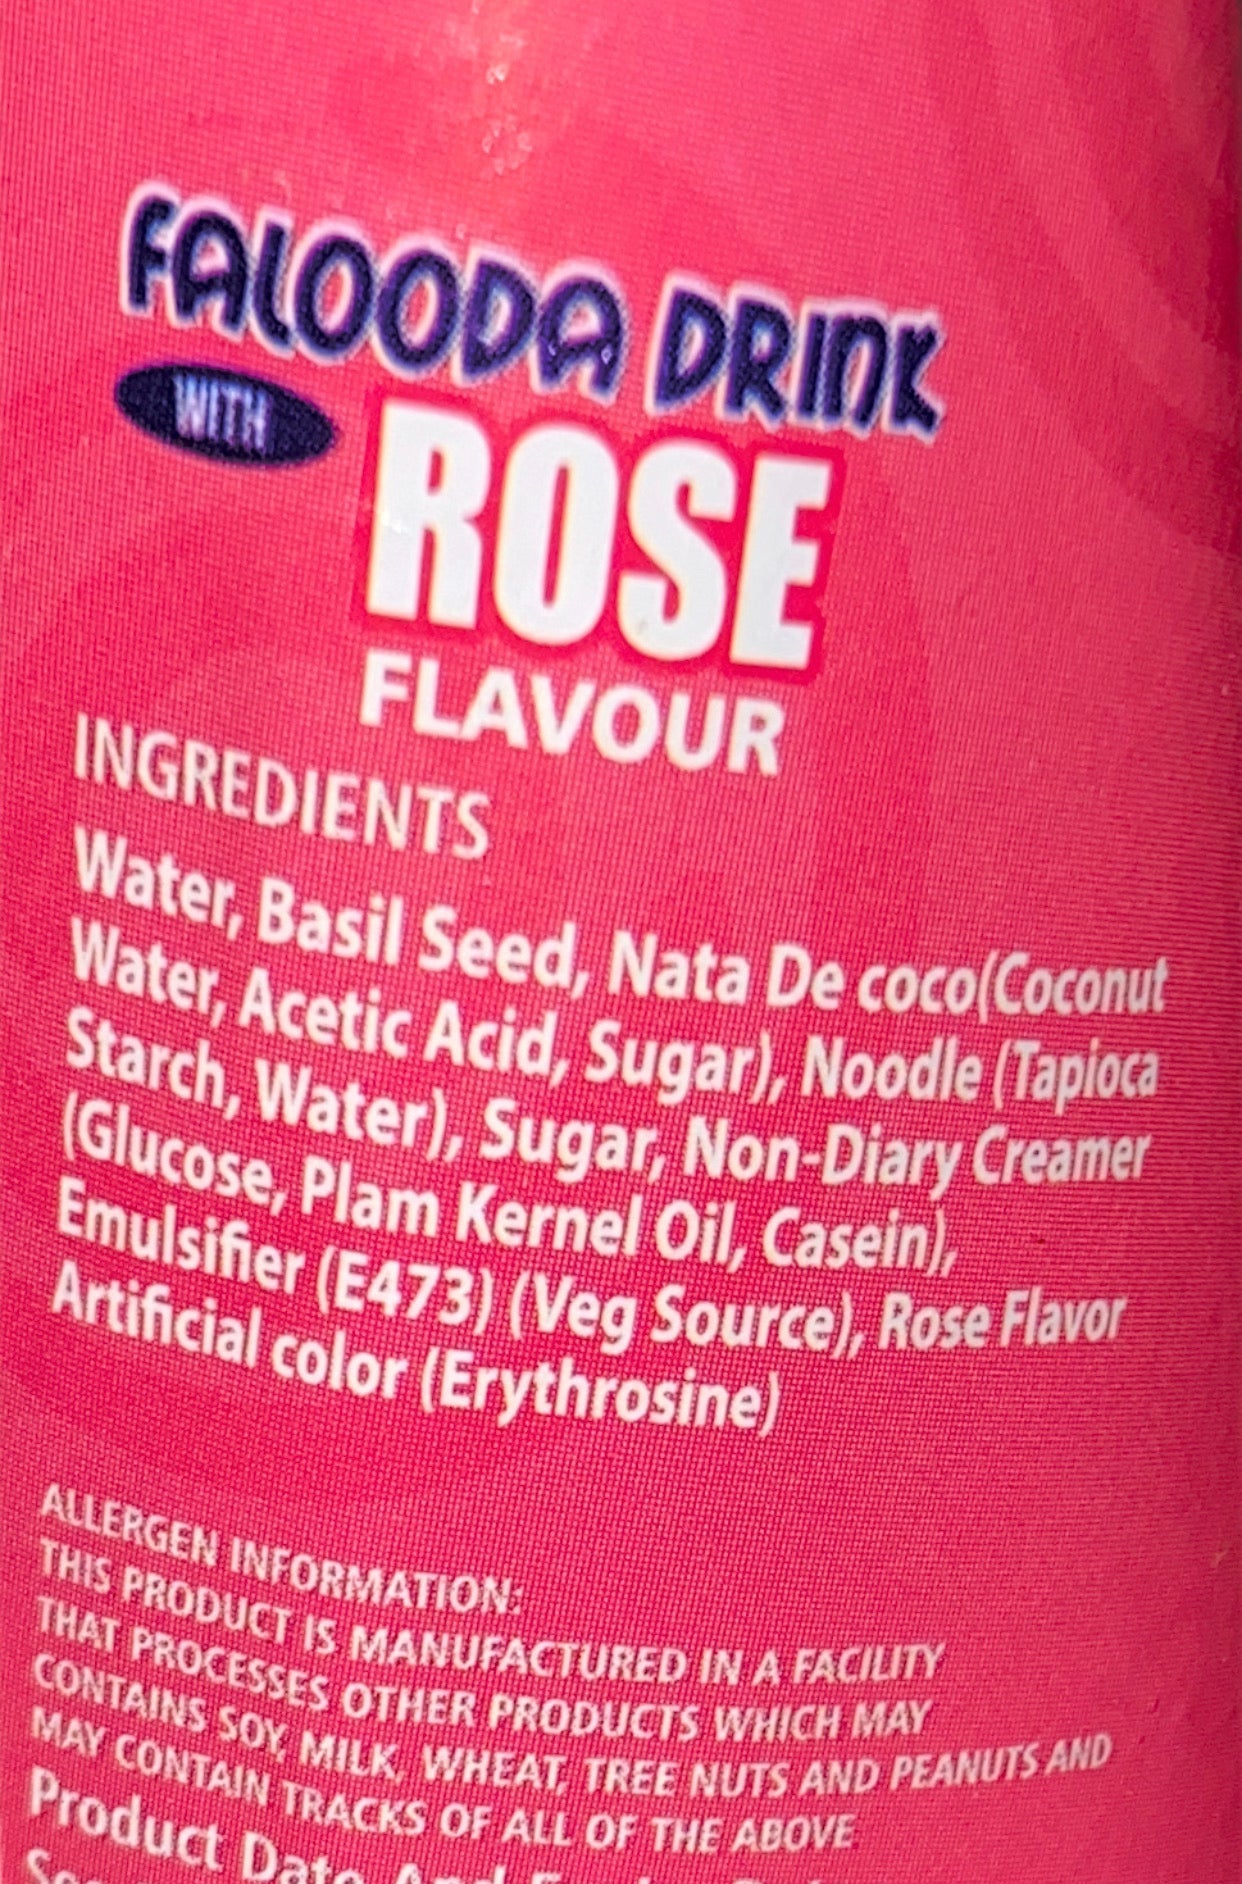 FALOODA DRINK
WITH
ROSE
FLAVOUR
INGREDIENTS
Water, Basil Seed, Nata De coco(Coconut
Water, Acetic Acid, Sugar), Noodle (Tapioca
Starch, Water), Sugar, Non-Diary Creamer
(Glucose, Plam Kernel Oil, Casein),
Emulsifier (E473) (Veg Source), Rose Flavor
Artificial color (Erythrosine)
ALLERGEN INFORMATION:
THIS PRODUCT IS MANUFACTURED IN A FACILITY
THAT PROCESSES OTHER PRODUCTS WHICH MAY
CONTAINS SOY, MILK, WHEAT, TREE NUTS AND PEANUTS AND
MAY CONTAIN TRACKS OF ALL OF THE ABOVE
Product Date And